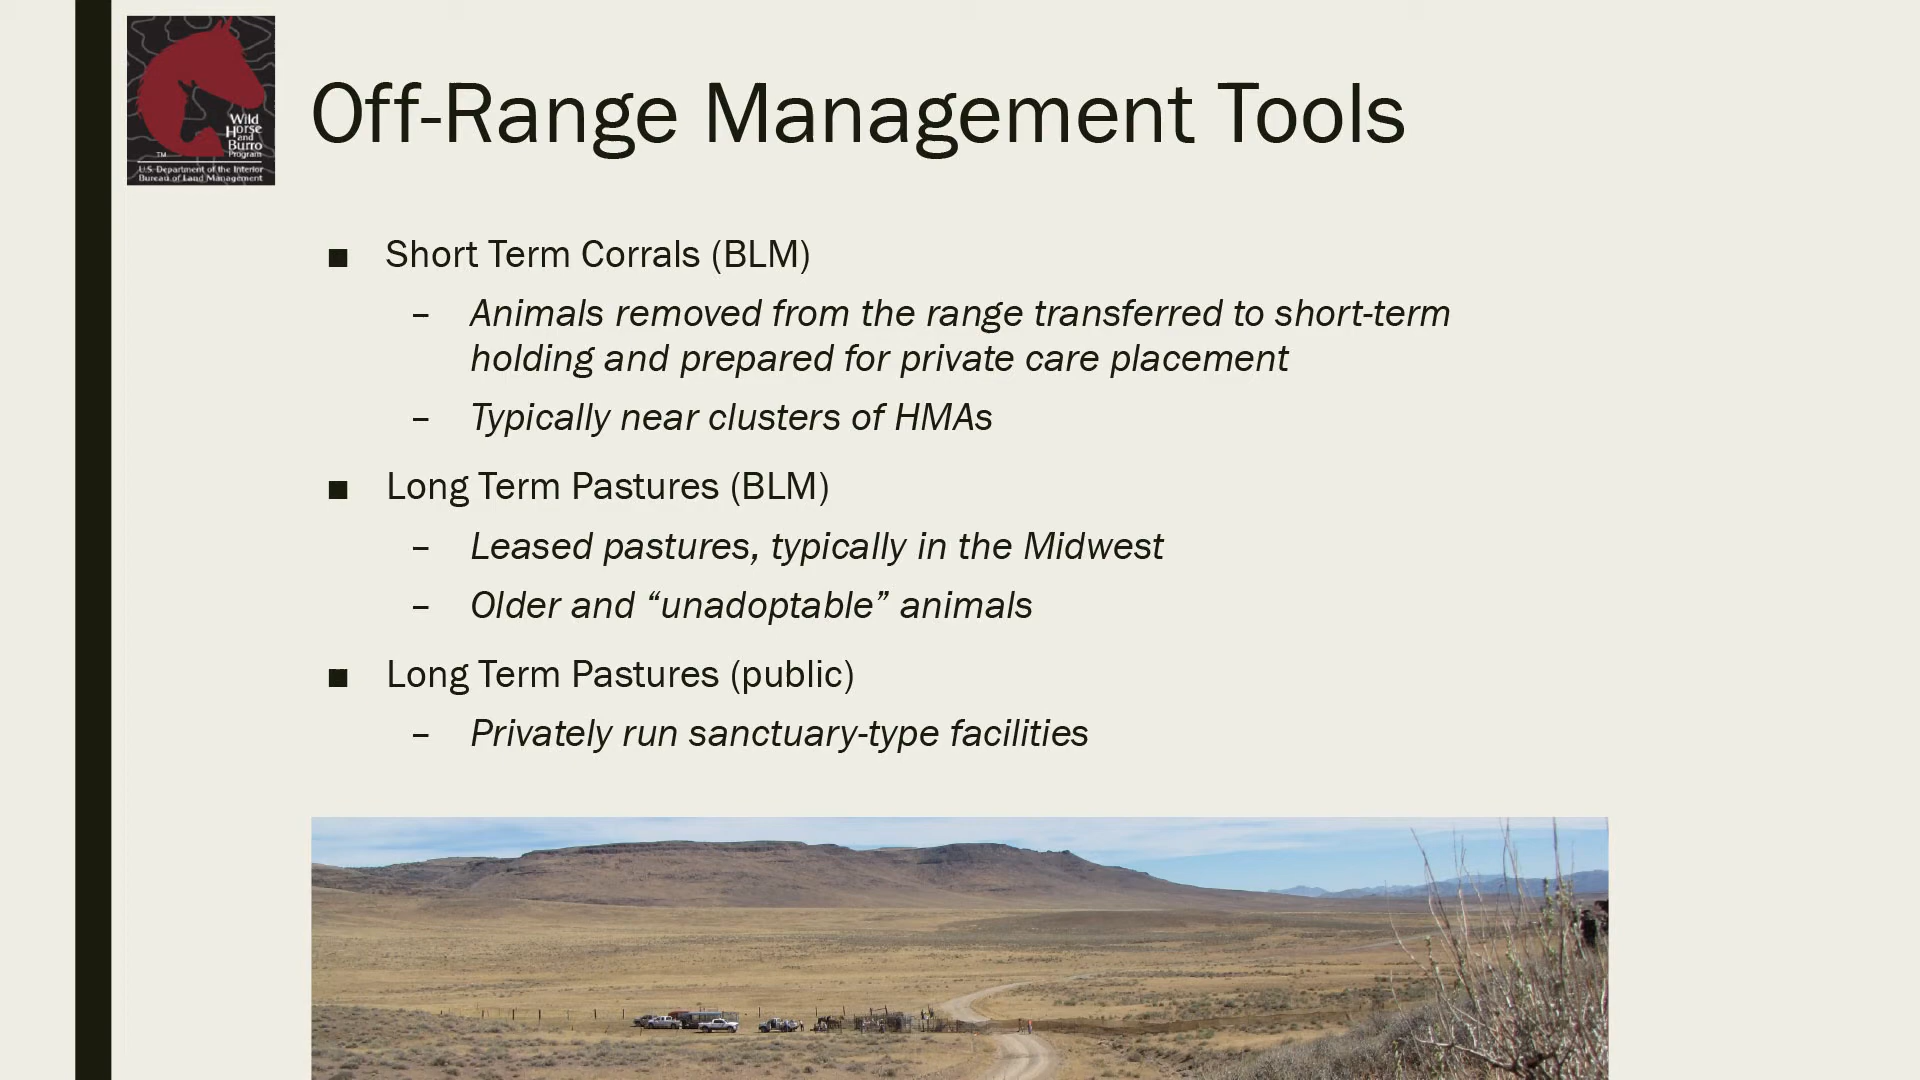 Wild
Horse
and
Burro
Program
TM
U.S. Department of the Interior
Bureau of Land Management
Off-Range Management Tools
■ Short Term Corrals (BLM)
– Animals removed from the range transferred to short-term
holding and prepared for private care placement
– Typically near clusters of HMAs
■ Long Term Pastures (BLM)
– Leased pastures, typically in the Midwest
– Older and “unadoptable” animals
■ Long Term Pastures (public)
– Privately run sanctuary-type facilities